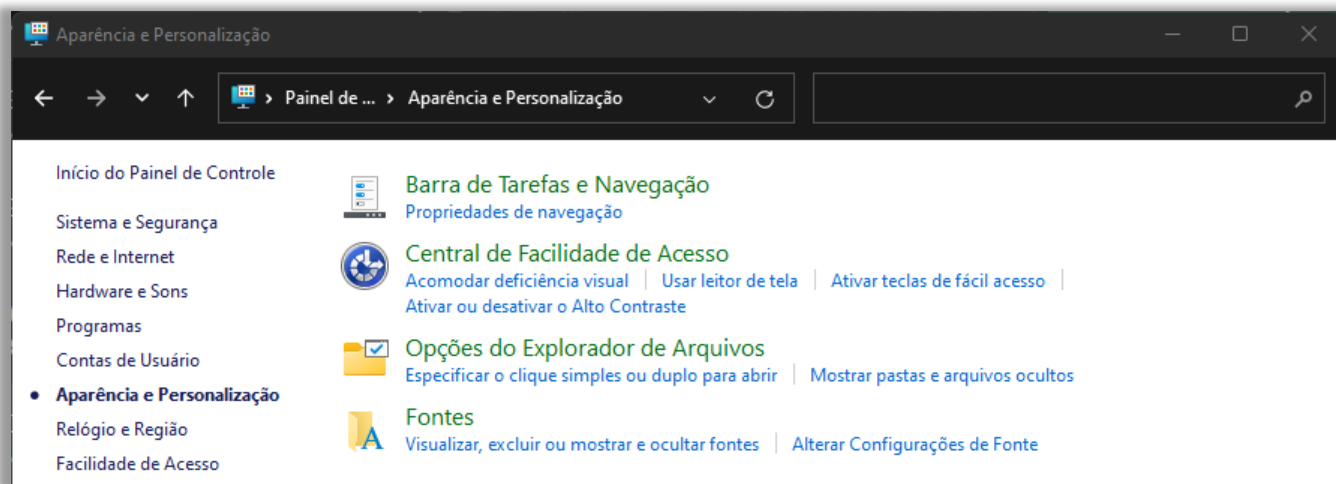 Aparência e Personalização
Painel de ... > Aparência e Personalização
Início do Painel de Controle
Sistema e Segurança
Rede e Internet
Hardware e Sons
Programas
Contas de Usuário
Aparência e Personalização
Relógio e Região
Facilidade de Acesso
Barra de Tarefas e Navegação
Propriedades de navegação
Central de Facilidade de Acesso
Acomodar deficiência visual | Usar leitor de tela | Ativar teclas de fácil acesso |
Ativar ou desativar o Alto Contraste
Opções do Explorador de Arquivos
Especificar o clique simples ou duplo para abrir | Mostrar pastas e arquivos ocultos
Fontes
Visualizar, excluir ou mostrar e ocultar fontes | Alterar Configurações de Fonte